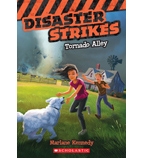 DISASTER
STRIKES
Tornado Alley
Marlane Kennedy
SCHOLASTIC